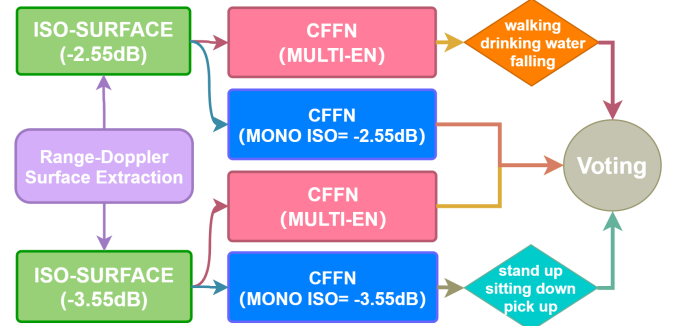 ISO-SURFACE
(-2.55dB)
CFFN
(MULTI-EN)
walking
drinking water
falling
CFFN
(MONO ISO= -2.55dB)
Range-Doppler
Surface Extraction
Voting
CFFN
(MULTI-EN)
ISO-SURFACE
(-3.55dB)
CFFN
(MONO ISO= -3.55dB)
stand up
sitting down
pick up